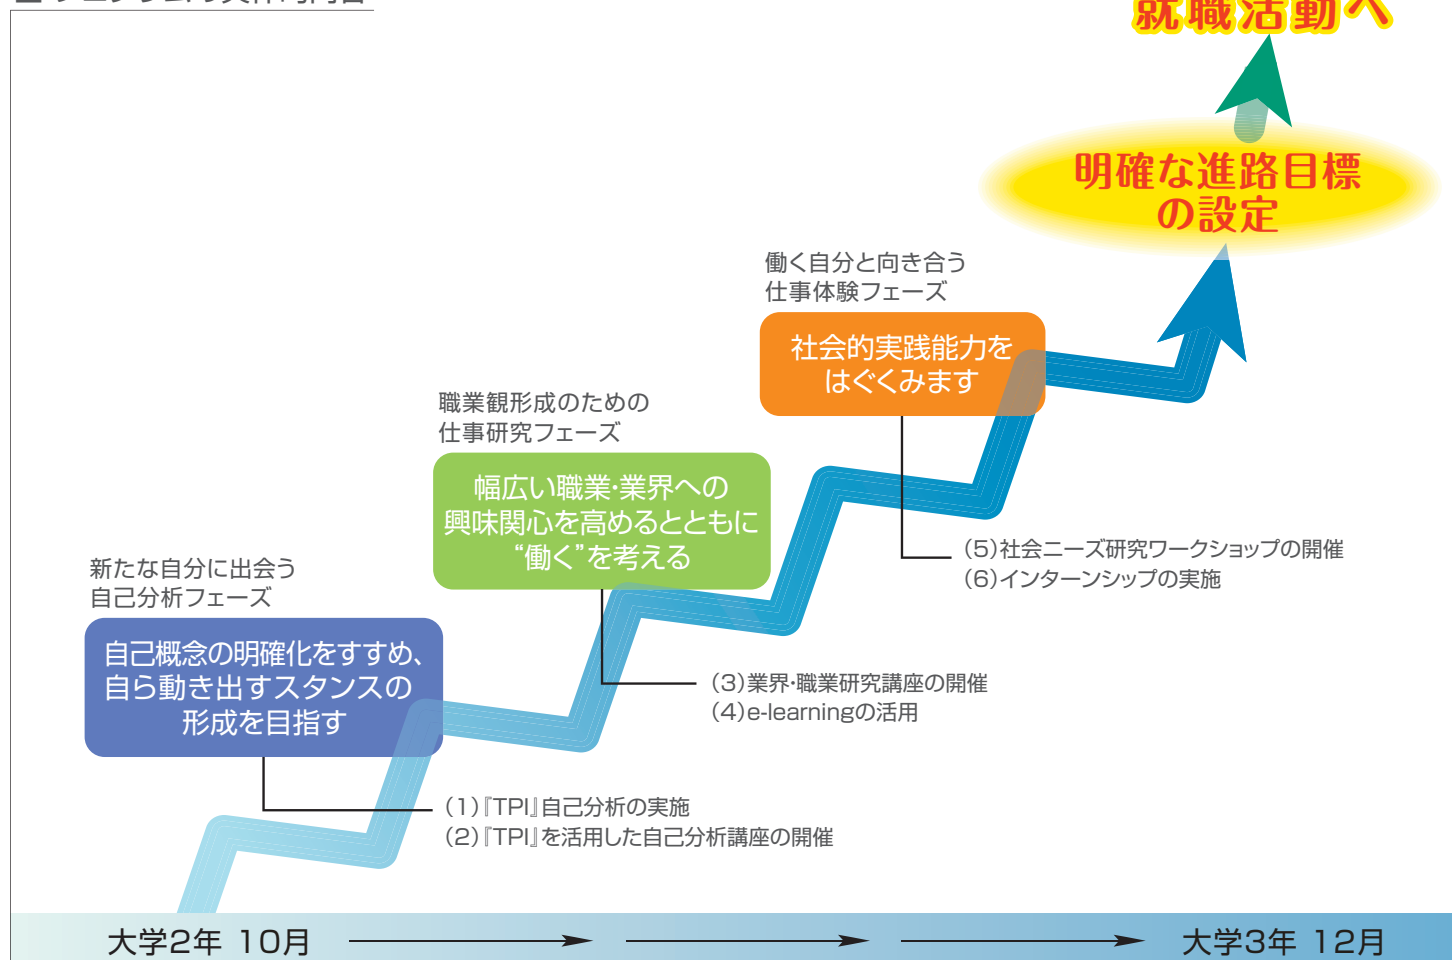 就職活動へ
明確な進路目標
の設定
働く自分と向き合う
仕事体験フェーズ
社会的実践能力を
はぐくみます
職業観形成のための
仕事研究フェーズ
幅広い職業・業界への
興味関心を高めるとともに
“働く”を考える
(5)社会ニーズ研究ワークショップの開催
(6)インターンシップの実施
新たな自分に出会う
自己分析フェーズ
自己概念の明確化をすすめ、
自ら動き出すスタンスの
形成を目指す
(3)業界・職業研究講座の開催
(4)e-learningの活用
(1)『TPI』自己分析の実施
(2)『TPI』を活用した自己分析講座の開催
大学2年 10月
大学3年 12月